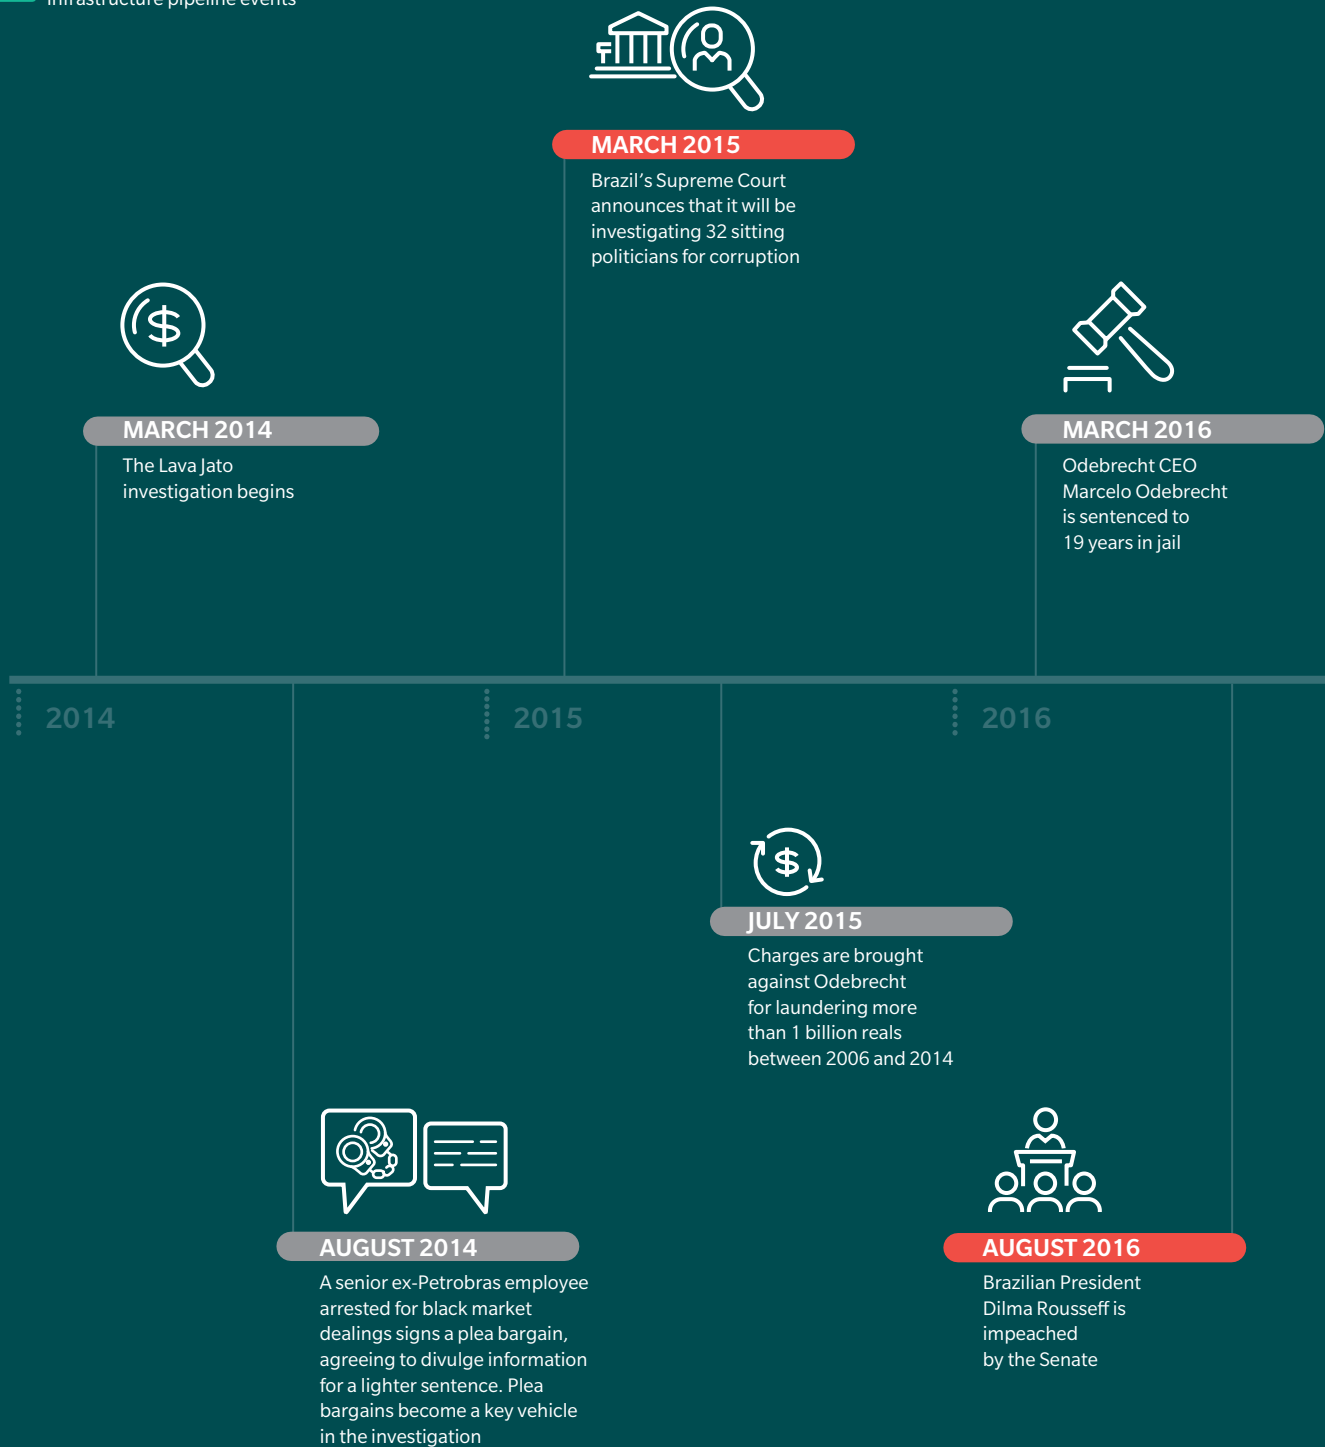 infrastructure pipeline events
MARCH 2015
Brazil's Supreme Court
announces that it will be
investigating 32 sitting
politicians for corruption
MARCH 2014
The Lava Jato
investigation begins
MARCH 2016
Odebrecht CEO
Marcelo Odebrecht
is sentenced to
19 years in jail
2014
2015
2016
JULY 2015
Charges are brought
against Odebrecht
for laundering more
than 1 billion reals
between 2006 and 2014
AUGUST 2014
A senior ex-Petrobras employee
arrested for black market
dealings signs a plea bargain,
agreeing to divulge information
for a lighter sentence. Plea
bargains become a key vehicle
in the investigation
AUGUST 2016
Brazilian President
Dilma Rousseff is
impeached
by the Senate